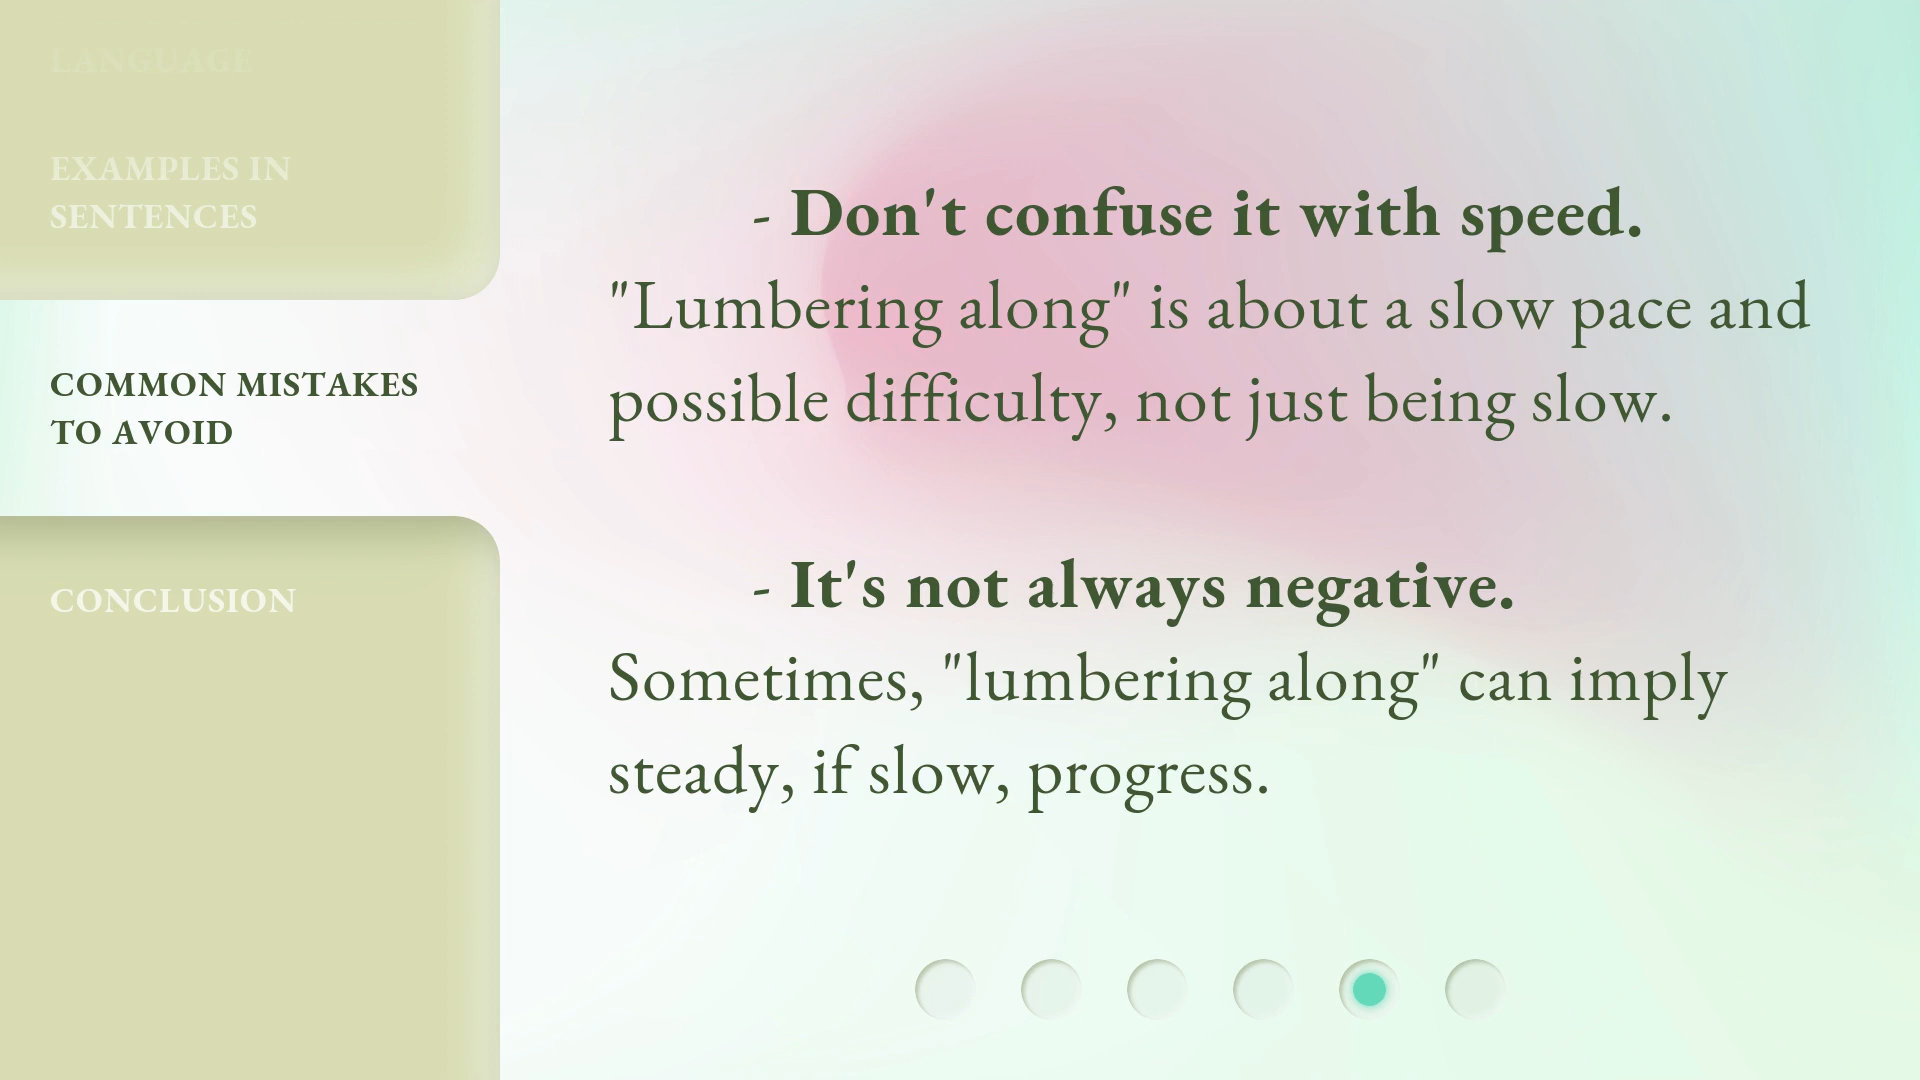 LANGUAGE
EXAMPLES IN
SENTENCES
COMMON MISTAKES
TO AVOID
CONCLUSION
- Don't confuse it with speed.
"Lumbering along" is about a slow pace and
possible difficulty, not just being slow.
- It's not always negative.
Sometimes, "lumbering along" can imply
steady, if slow, progress.